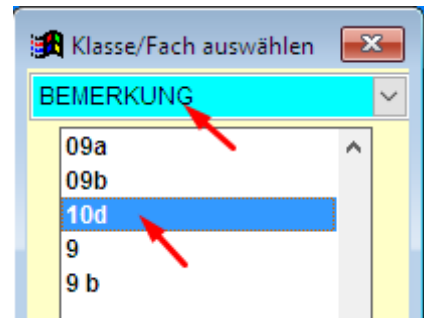 Klasse/Fach auswählen
BEMERKUNG
09a
09b
10d
9
9 b